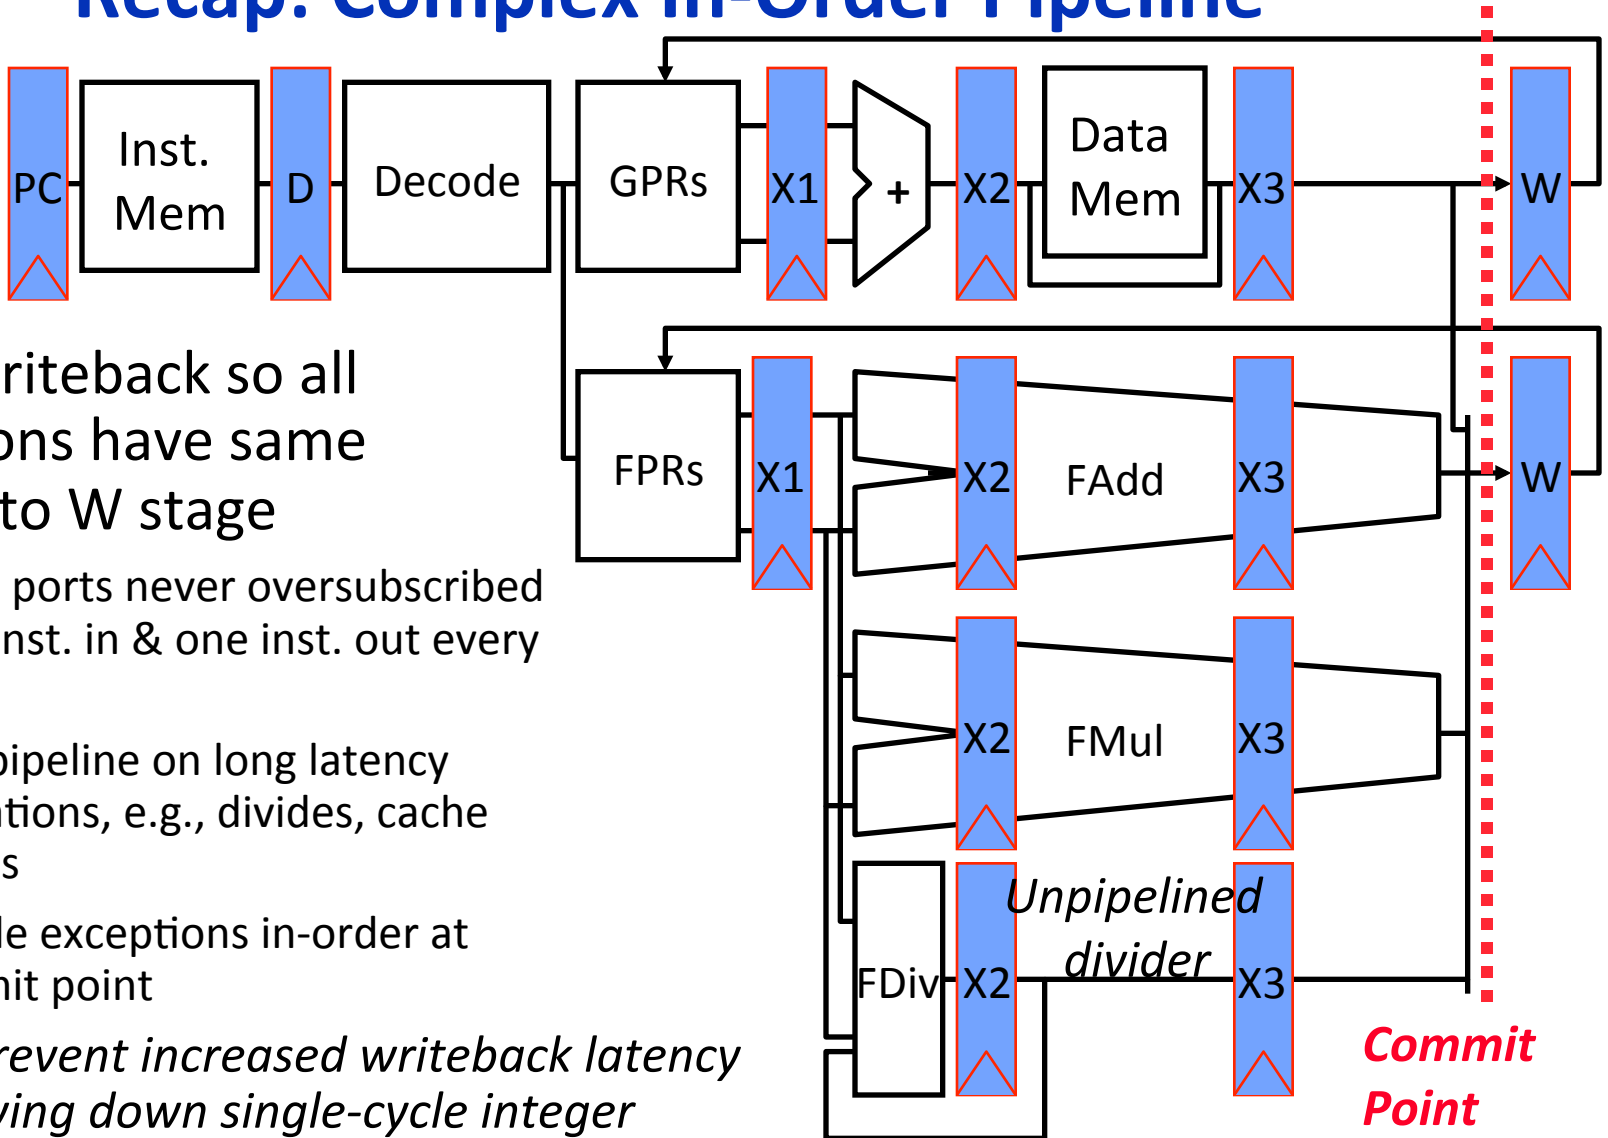 Recap: Complex In-Order Pipeline
PC
Inst.
Mem
D
Decode
GPRs
X1
+
X2
Data
Mem
X3
W
riteback so all
ons have same
to W stage
ports never oversubscribed
nst. in & one inst. out every
pipeline on long latency
ations, e.g., divides, cache
s
le exceptions in-order at
mit point
revent increased writeback latency
wing down single-cycle integer
FPRs
X1
X2
FAdd
X3
W
X2
FMul
X3
Unpipelined
divider
FDiv
X2
X3
Commit
Point